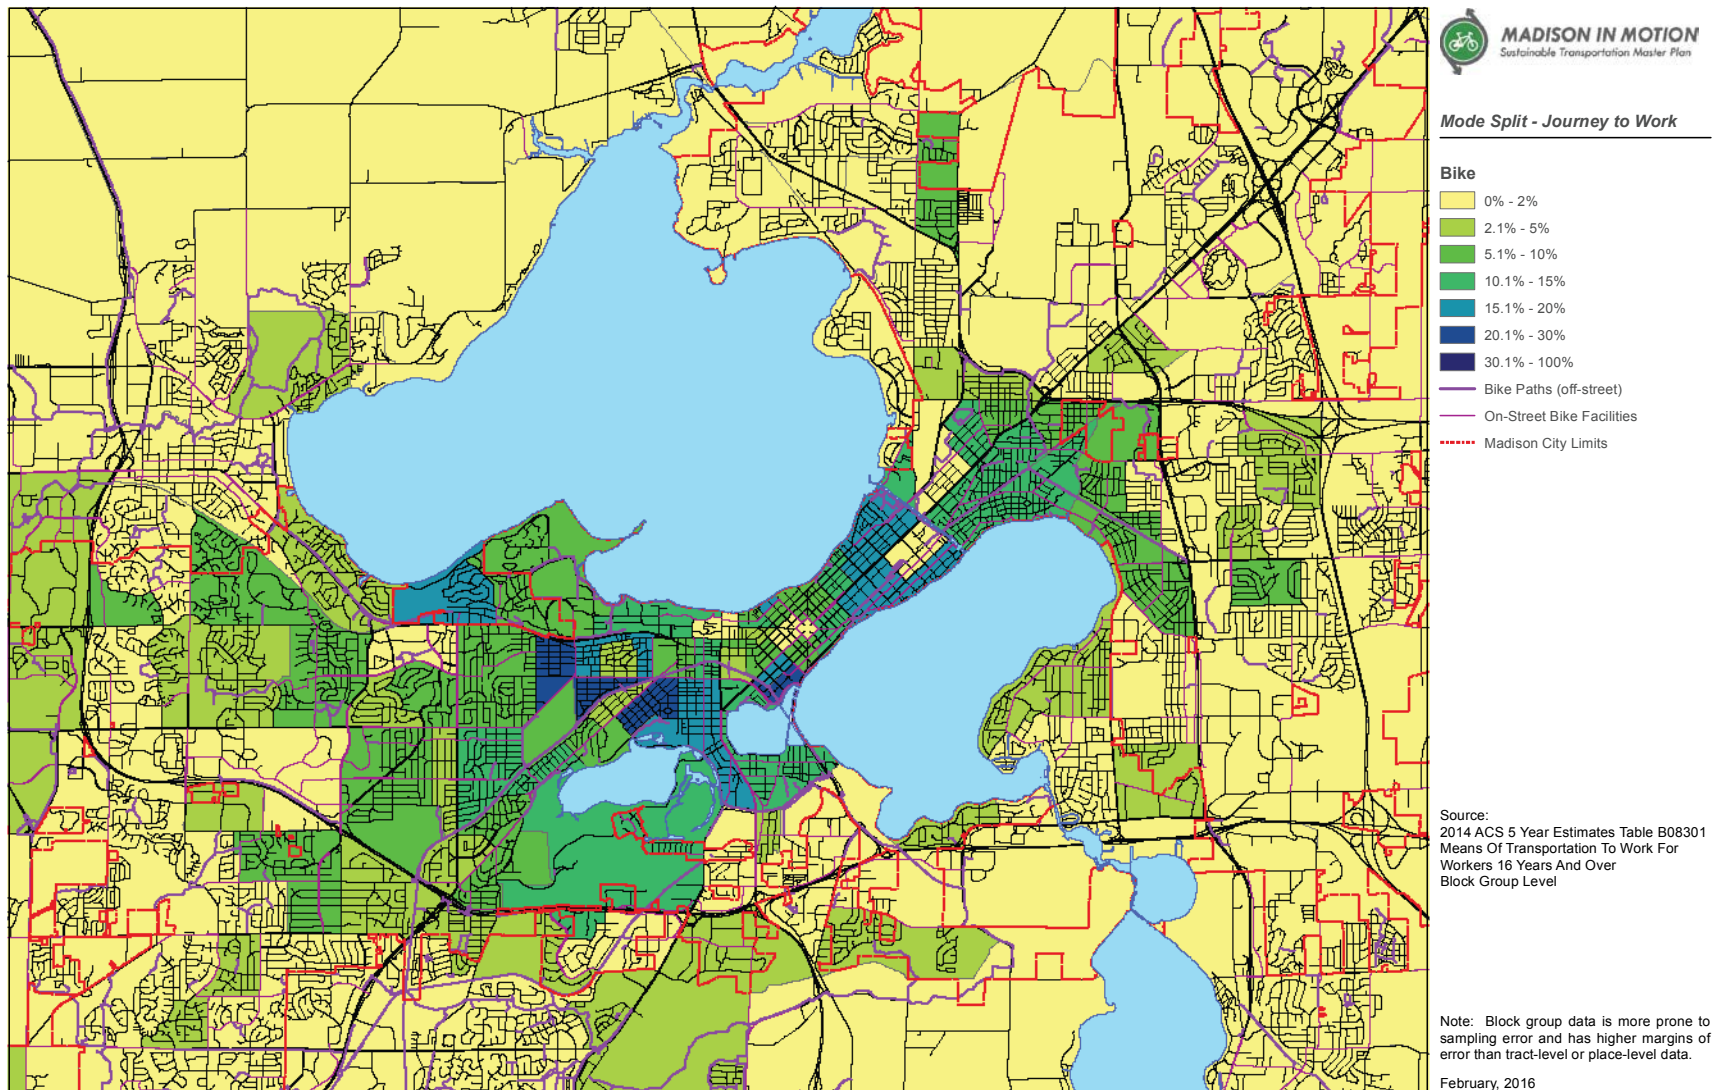 MADISON IN MOTION
Sustainable Transportation Master Plan
Mode Split - Journey to Work
Bike
0% - 2%
2.1% - 5%
5.1% - 10%
10.1% - 15%
15.1% - 20%
20.1% - 30%
30.1% - 100%
Bike Paths (off-street)
On-Street Bike Facilities
Madison City Limits
Source:
2014 ACS 5 Year Estimates Table B08301
Means Of Transportation To Work For
Workers 16 Years And Over
Block Group Level
Note: Block group data is more prone to
sampling error and has higher margins of
error than tract-level or place-level data.
February, 2016